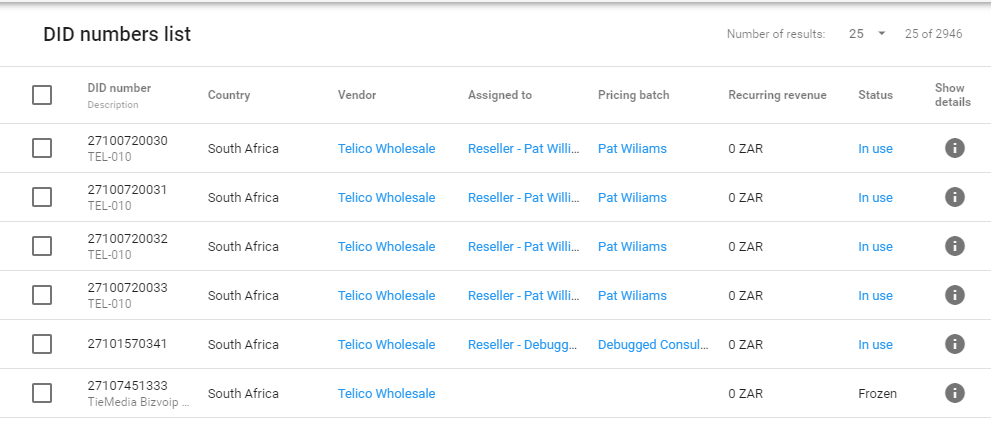 DID numbers list
Number of results: 25 25 of 2946
DID number
Description
Country Vendor Assigned to Pricing batch Recurring revenue Status Show details
27100720030
TEL-010
South Africa Telico Wholesale Reseller - Pat Willi... Pat Wiliams 0 ZAR In use
27100720031
TEL-010
South Africa Telico Wholesale Reseller - Pat Willi... Pat Wiliams 0 ZAR In use
27100720032
TEL-010
South Africa Telico Wholesale Reseller - Pat Willi... Pat Wiliams 0 ZAR In use
27100720033
TEL-010
South Africa Telico Wholesale Reseller - Pat Willi... Pat Wiliams 0 ZAR In use
27101570341 South Africa Telico Wholesale Reseller - Debugg... Debugged Consul... 0 ZAR In use
27107451333
TieMedia Bizvoip ...
South Africa Telico Wholesale 0 ZAR Frozen